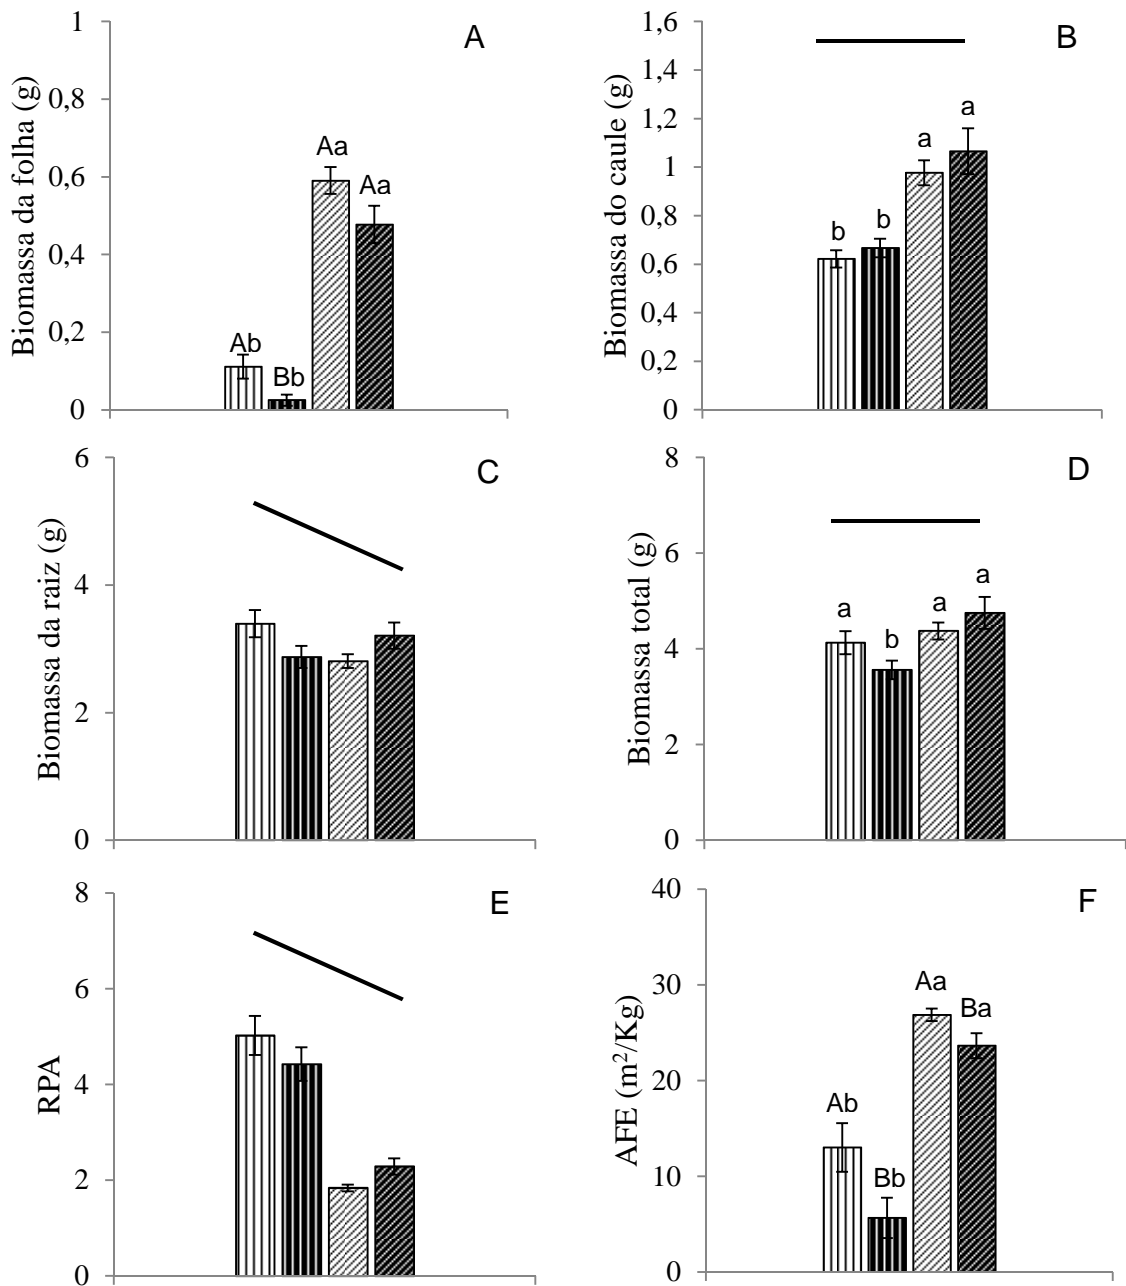 A
Biomassa da folha (g)
1
0,8
0,6
0,4
0,2
0
Ab
Bb
Aa
Aa
B
Biomassa do caule (g)
1,6
1,4
1,2
1
0,8
0,6
0,4
0,2
0
b
b
a
a
C
Biomassa da raiz (g)
6
4
2
0
D
Biomassa total (g)
8
6
4
2
0
a
b
a
a
E
RPA
8
6
4
2
0
F
AFE (m²/Kg)
40
30
20
10
0
Ab
Bb
Aa
Ba